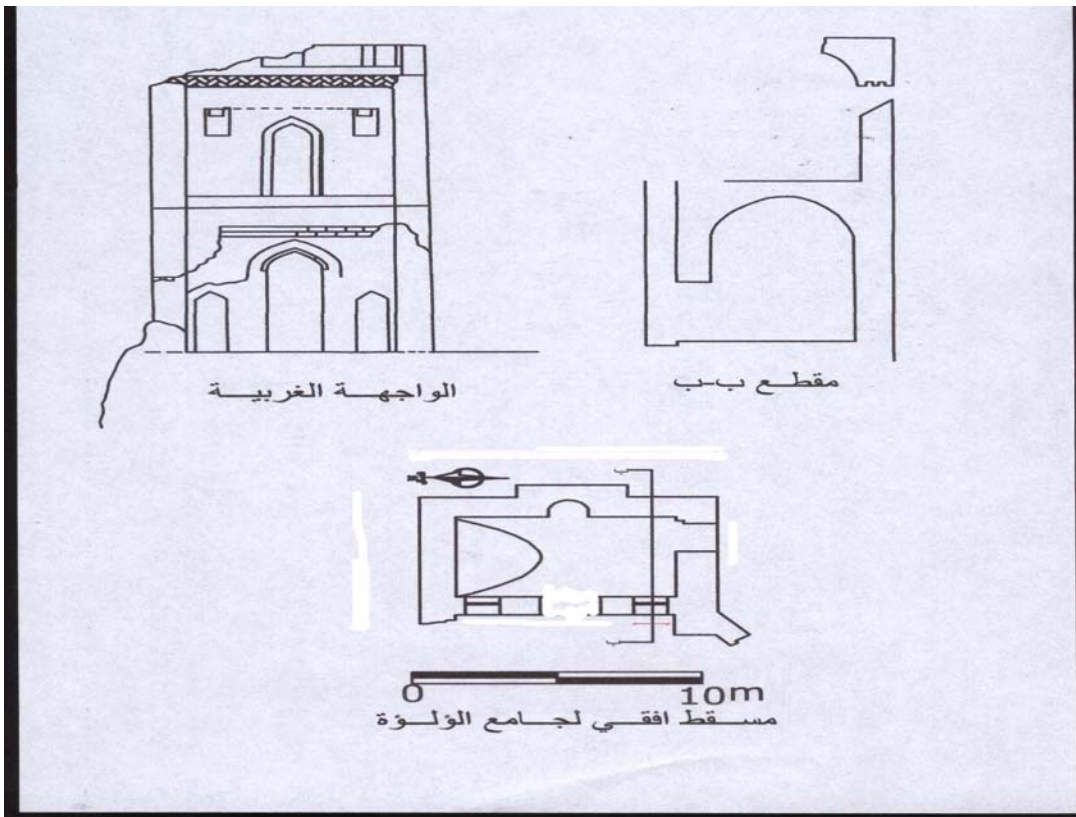 الواجهة الغربية
مقطع ب-ب
ب
ب
0 10m
مسقط افقي لجامع الؤلؤة